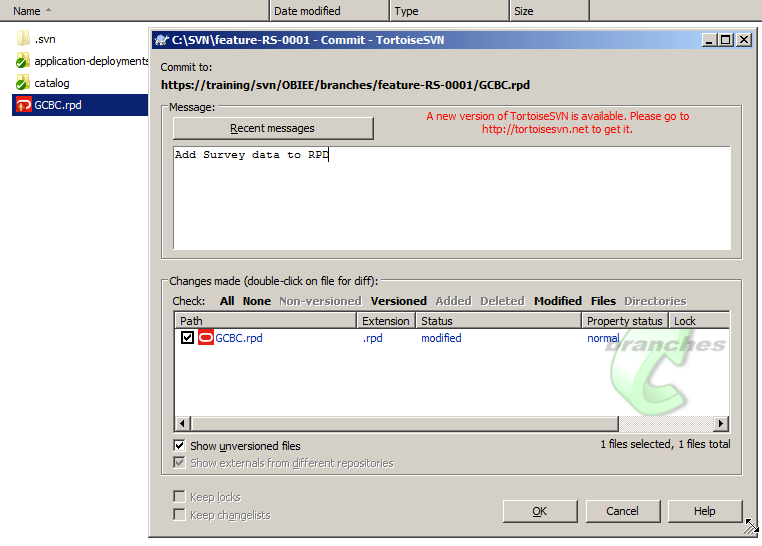 Name Date modified Type Size
.svn
application-deployments
catalog
GCBC.rpd
C:\SVN\feature-RS-0001 - Commit - TortoiseSVN
Commit to:
https://training/svn/OBIEE/branches/feature-RS-0001/GCBC.rpd
Message:
Recent messages
A new version of TortoiseSVN is available. Please go to
http://tortoisesvn.net to get it.
Add Survey data to RPD
Changes made (double-click on file for diff):
Check: All None Non-versioned Versioned Added Deleted Modified Files Directories
Path Extension Status Property status Lock
GCBC.rpd .rpd modified normal
branches
Show unversioned files
1 files selected, 1 files total
Show externals from different repositories
Keep locks
Keep changelists
OK Cancel Help